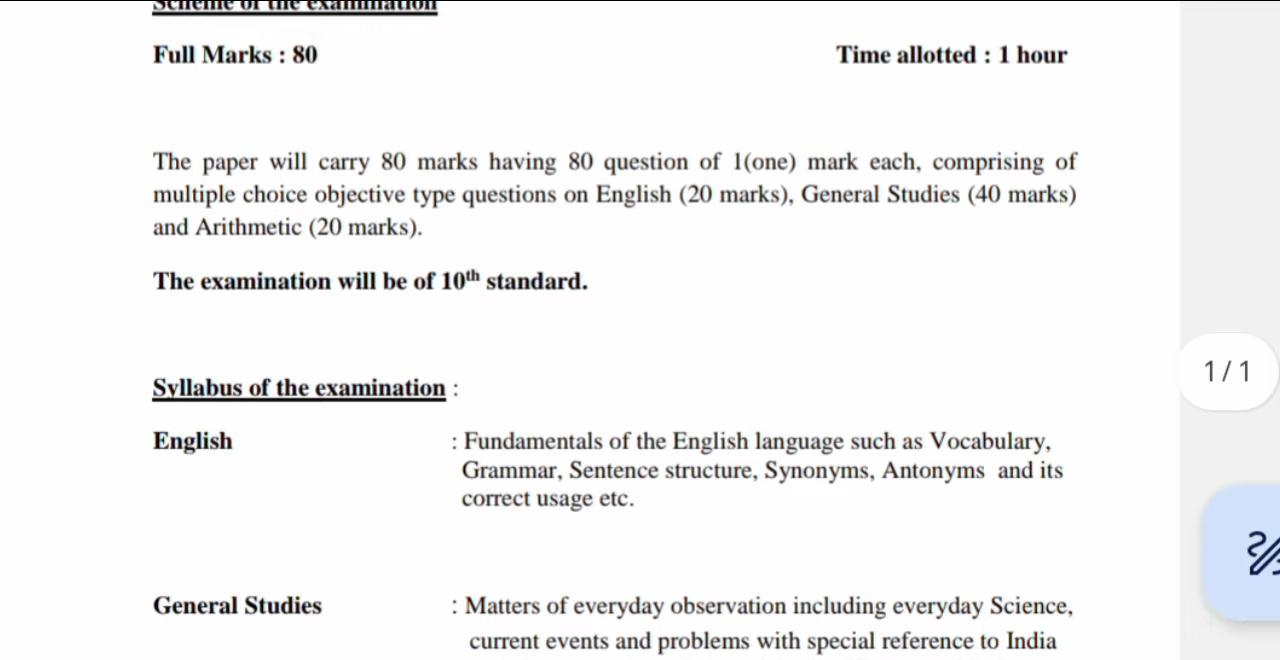 Scheme of the examination
Full Marks : 80 Time allotted : 1 hour
The paper will carry 80 marks having 80 question of 1(one) mark each, comprising of
multiple choice objective type questions on English (20 marks), General Studies (40 marks)
and Arithmetic (20 marks).
The examination will be of 10th standard.
Syllabus of the examination :
English : Fundamentals of the English language such as Vocabulary,
Grammar, Sentence structure, Synonyms, Antonyms and its
correct usage etc.
General Studies : Matters of everyday observation including everyday Science,
current events and problems with special reference to India
1 / 1